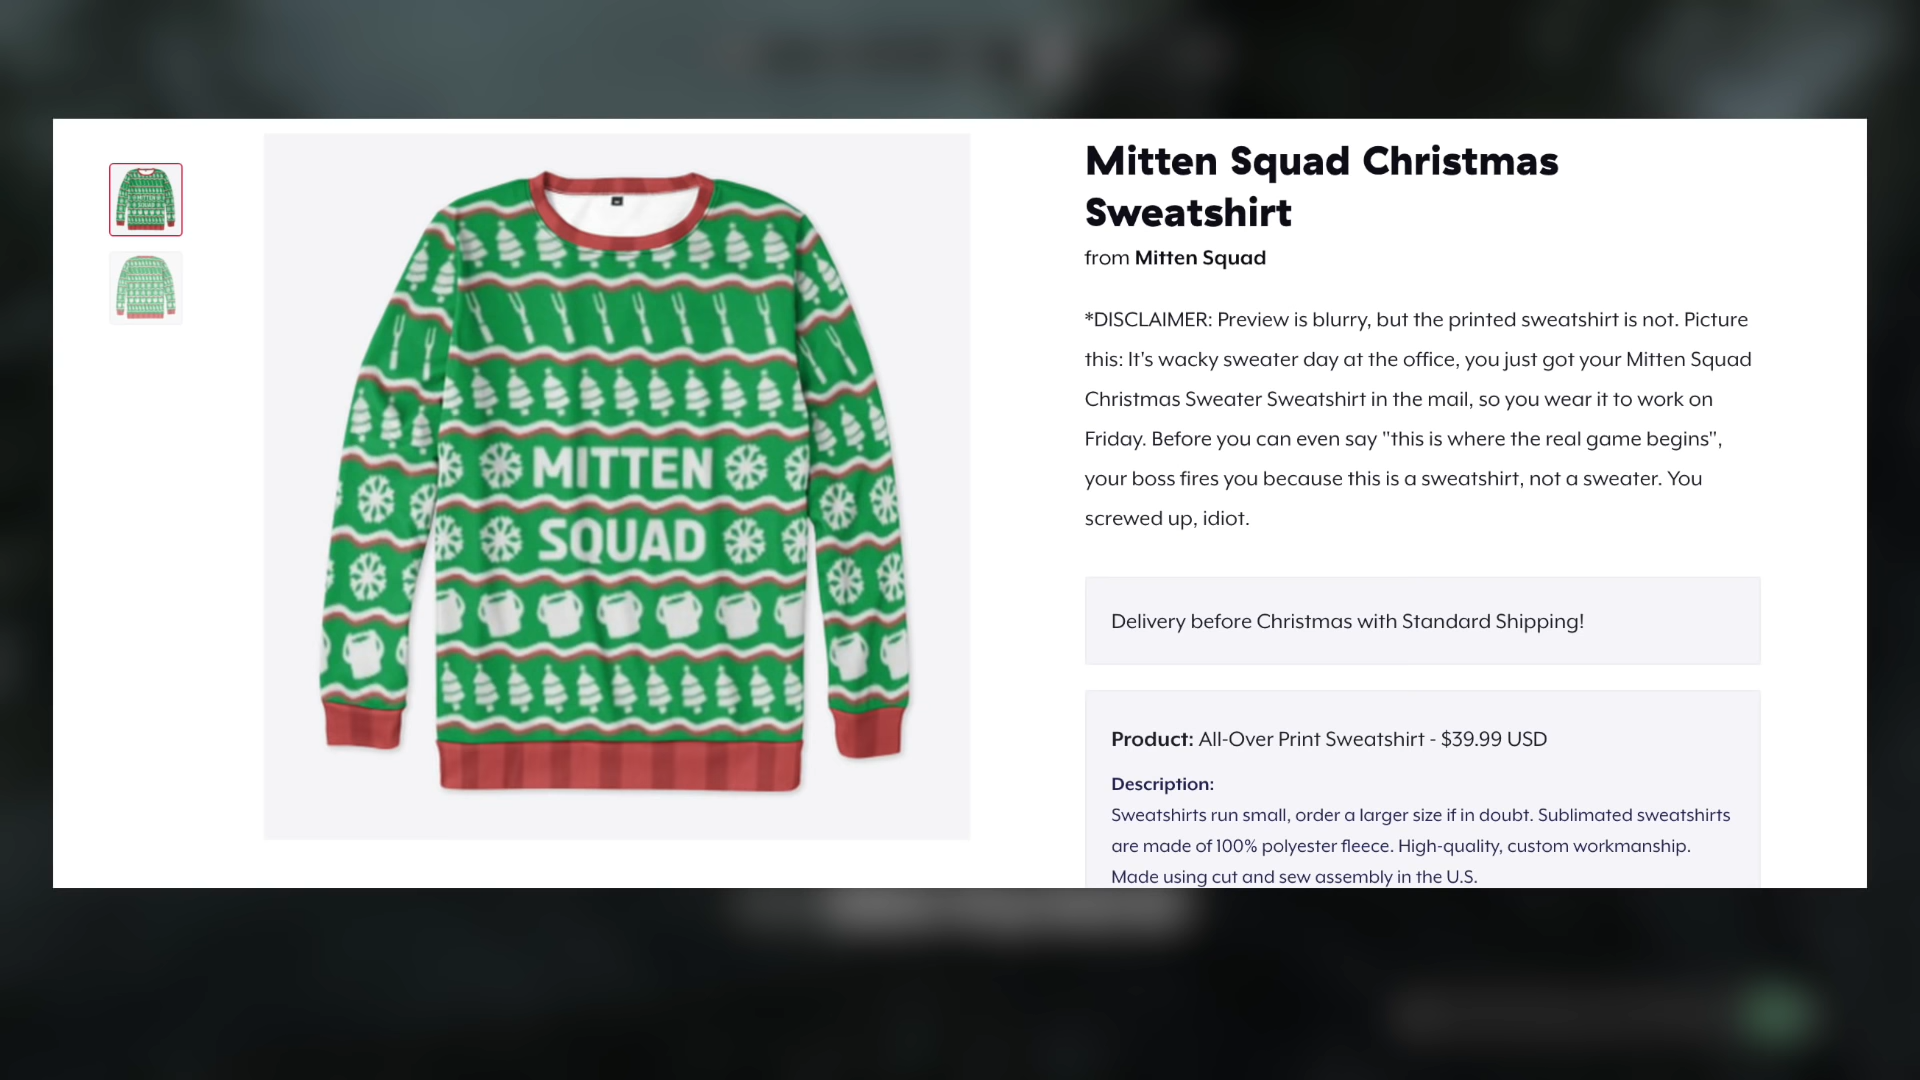 MITTEN
SQUAD
Mitten Squad Christmas
Sweatshirt
from Mitten Squad
*DISCLAIMER: Preview is blurry, but the printed sweatshirt is not. Picture
this: It's wacky sweater day at the office, you just got your Mitten Squad
Christmas Sweater Sweatshirt in the mail, so you wear it to work on
Friday. Before you can even say "this is where the real game begins",
your boss fires you because this is a sweatshirt, not a sweater. You
screwed up, idiot.
Delivery before Christmas with Standard Shipping!
Product: All-Over Print Sweatshirt - $39.99 USD
Description:
Sweatshirts run small, order a larger size if in doubt. Sublimated sweatshirts
are made of 100% polyester fleece. High-quality, custom workmanship.
Made using cut and sew assembly in the U.S.